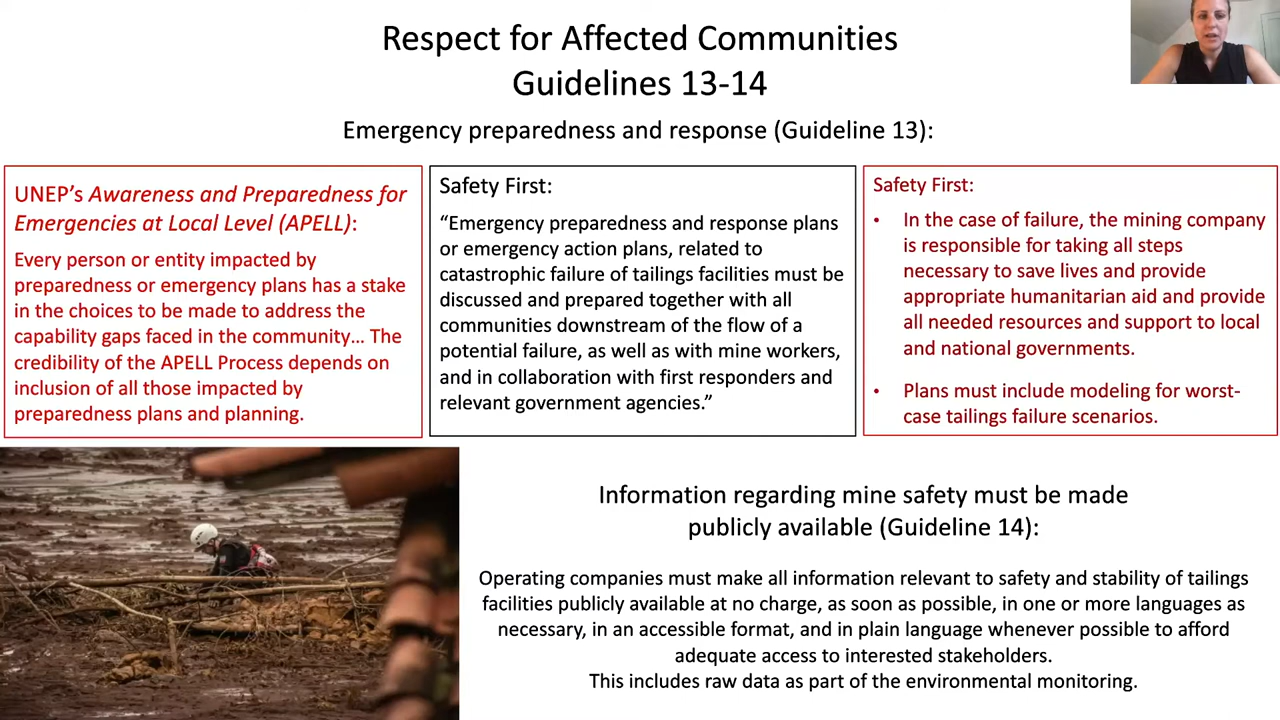 Respect for Affected Communities
Guidelines 13-14
Emergency preparedness and response (Guideline 13):
UNEP's Awareness and Preparedness for
Emergencies at Local Level (APELL):
Every person or entity impacted by
preparedness or emergency plans has a stake
in the choices to be made to address the
capability gaps faced in the community... The
credibility of the APELL Process depends on
inclusion of all those impacted by
preparedness plans and planning.
Safety First:
“Emergency preparedness and response plans
or emergency action plans, related to
catastrophic failure of tailings facilities must be
discussed and prepared together with all
communities downstream of the flow of a
potential failure, as well as with mine workers,
and in collaboration with first responders and
relevant government agencies.”
Safety First:
• In the case of failure, the mining company
is responsible for taking all steps
necessary to save lives and provide
appropriate humanitarian aid and provide
all needed resources and support to local
and national governments.
• Plans must include modeling for worst-
case tailings failure scenarios.
Information regarding mine safety must be made
publicly available (Guideline 14):
Operating companies must make all information relevant to safety and stability of tailings
facilities publicly available at no charge, as soon as possible, in one or more languages as
necessary, in an accessible format, and in plain language whenever possible to afford
adequate access to interested stakeholders.
This includes raw data as part of the environmental monitoring.